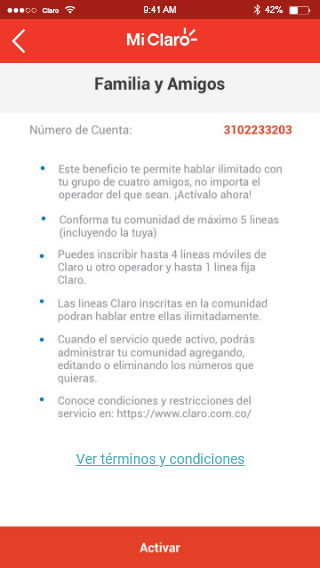 Claro 9:41 AM 42%
Mi Claro
Familia y Amigos
Número de Cuenta: 3102233203
• Este beneficio te permite hablar ilimitado con
tu grupo de cuatro amigos, no importa el
operador del que sean. ¡Actívalo ahora!
• Conforma tu comunidad de máximo 5 lineas
(incluyendo la tuya)
• Puedes inscribir hasta 4 lineas móviles de
Claro u otro operador y hasta 1 linea fija
Claro.
• Las lineas Claro inscritas en la comunidad
podran hablar entre ellas ilimitadamente.
• Cuando el servicio quede activo, podrás
administrar tu comunidad agregando,
editando o eliminando los números que
quieras.
• Conoce condiciones y restricciones del
servicio en: https://www.claro.com.co/
Ver términos y condiciones
Activar